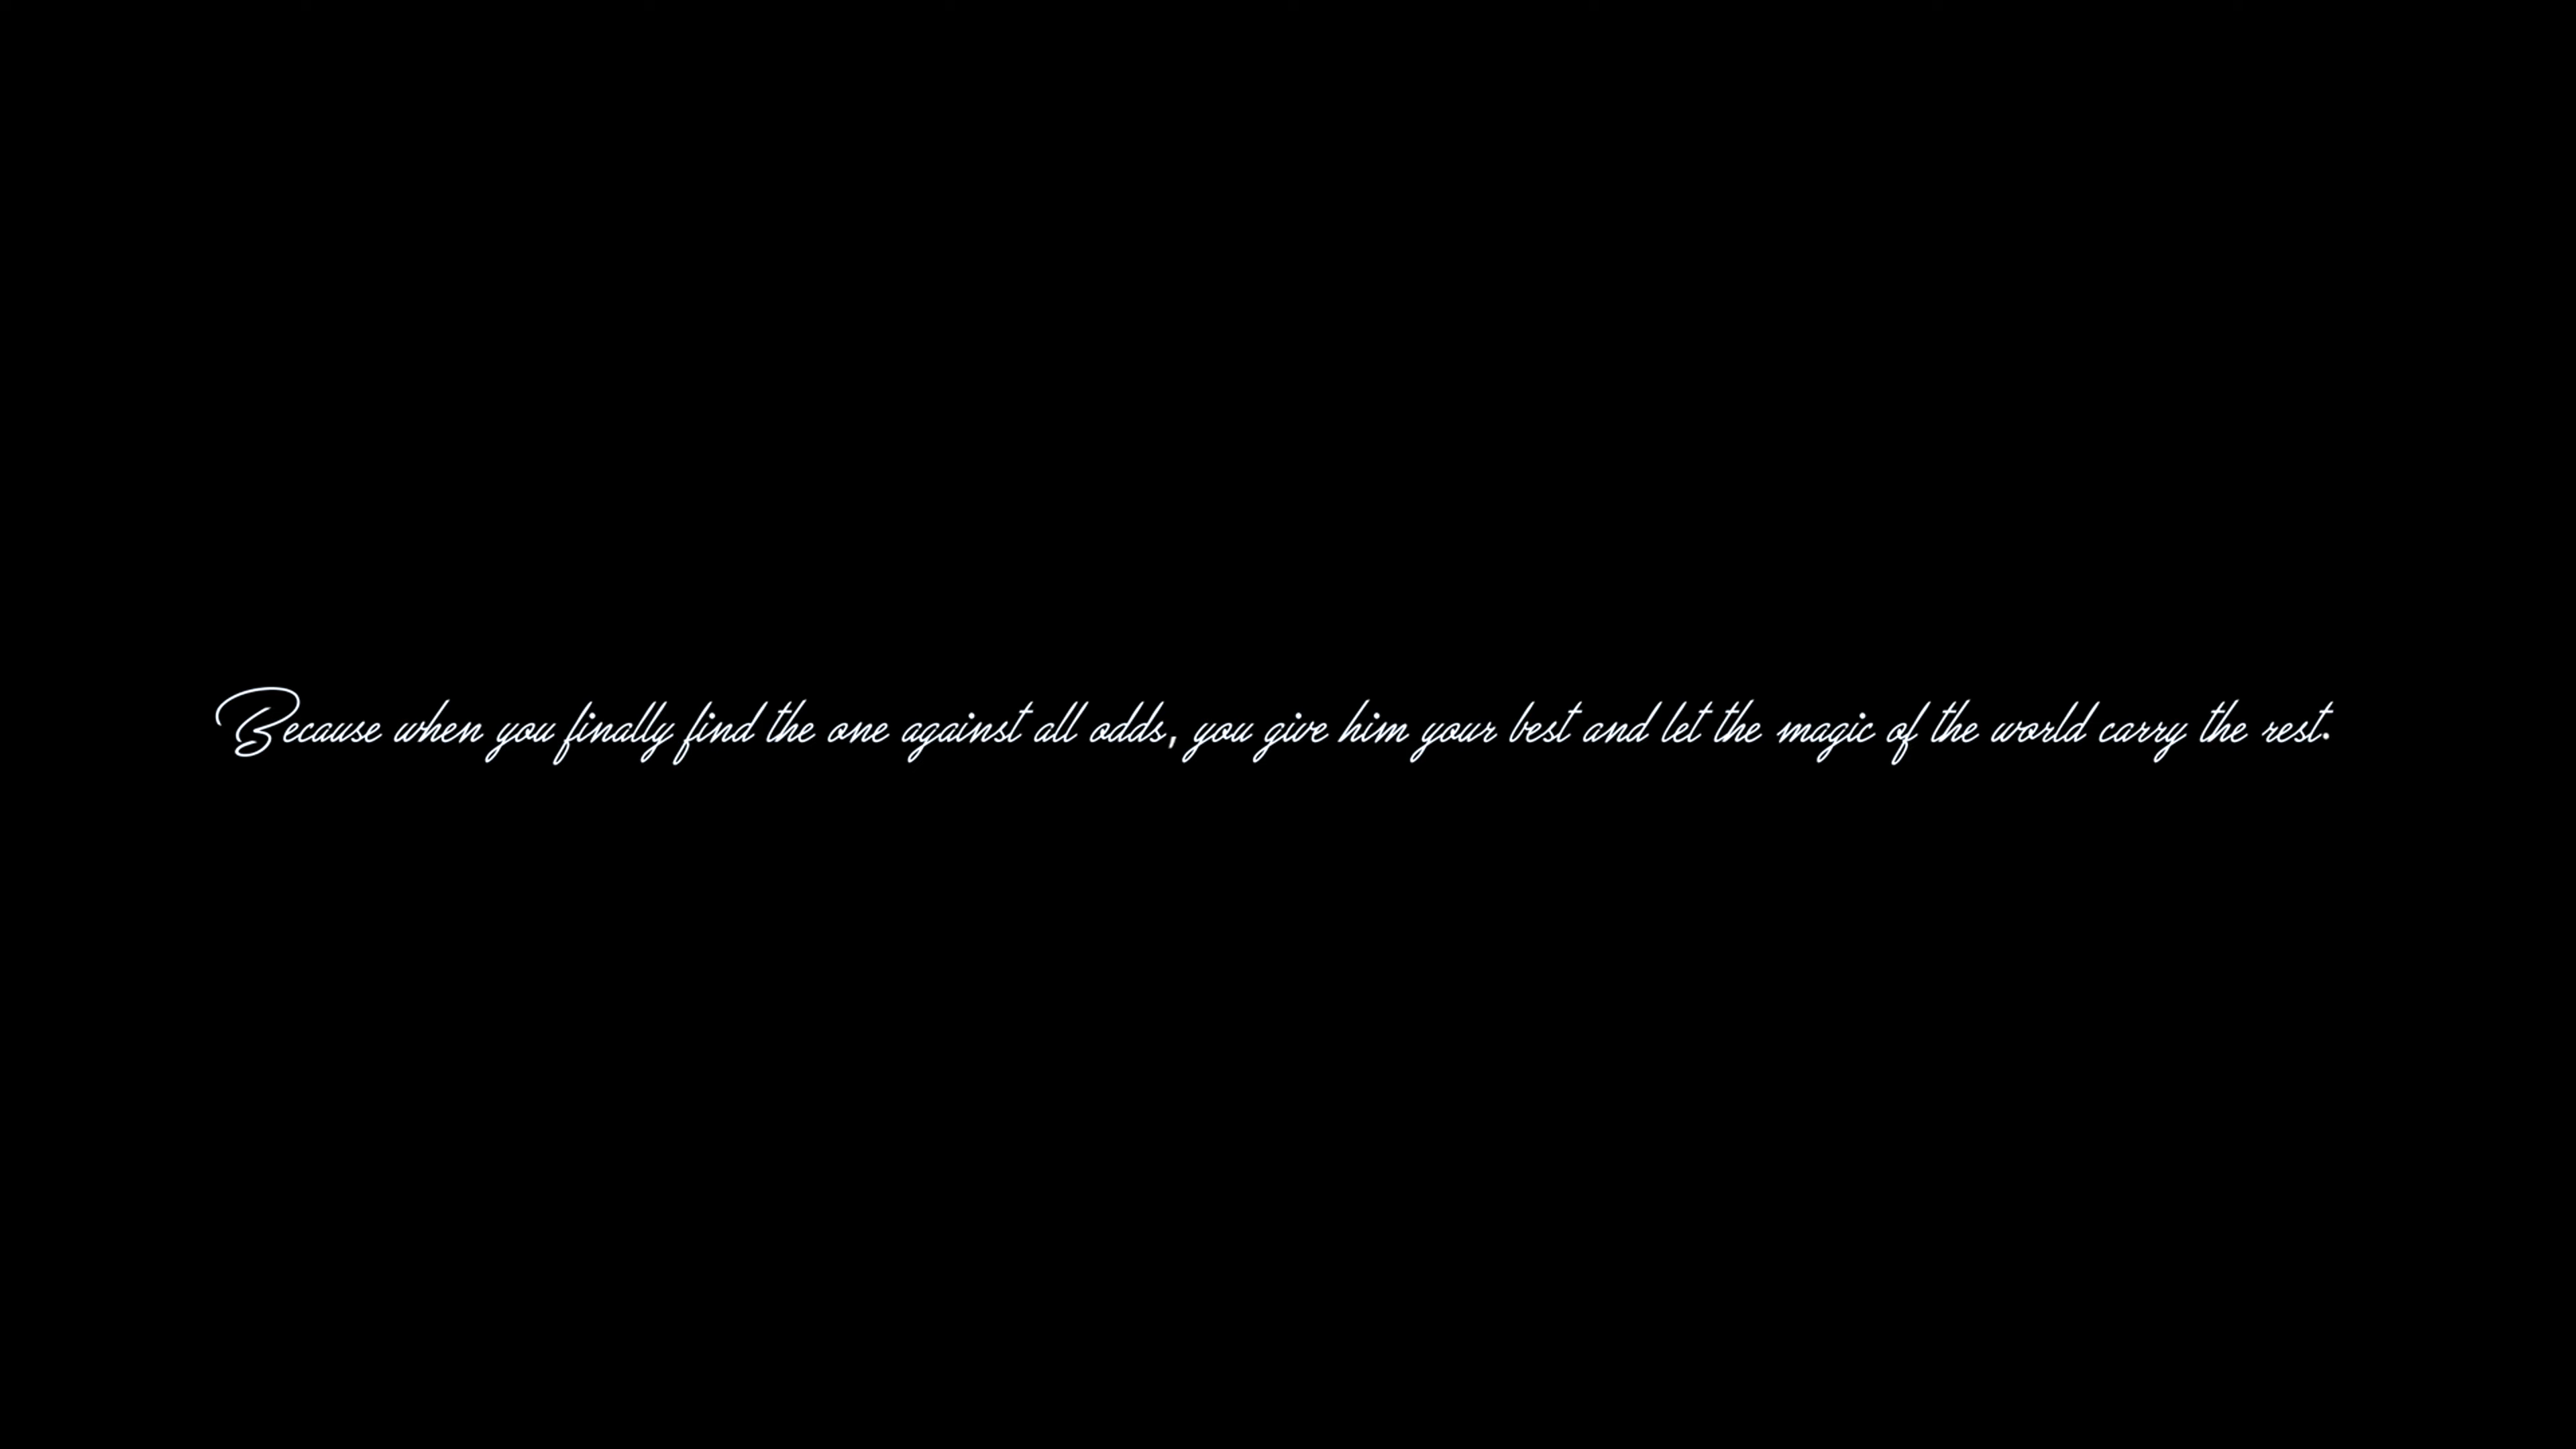 Because when you finally find the one against all odds, you give him your best and let the magic of the world carry the rest.